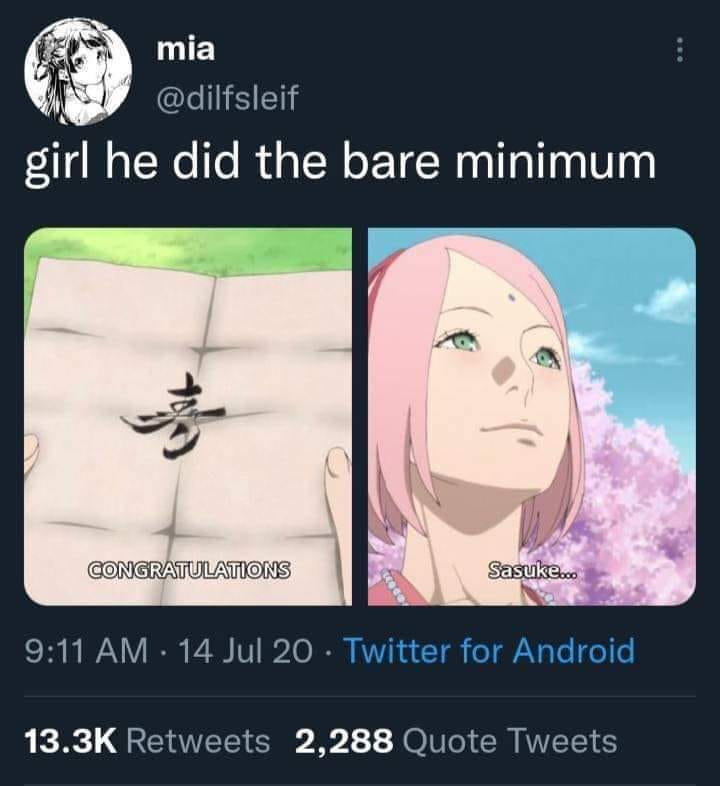 mia
@dilfsleif
girl he did the bare minimum
寿
CONGRATULATIONS
Sasuke...
9:11 AM · 14 Jul 20 · Twitter for Android
13.3K Retweets 2,288 Quote Tweets